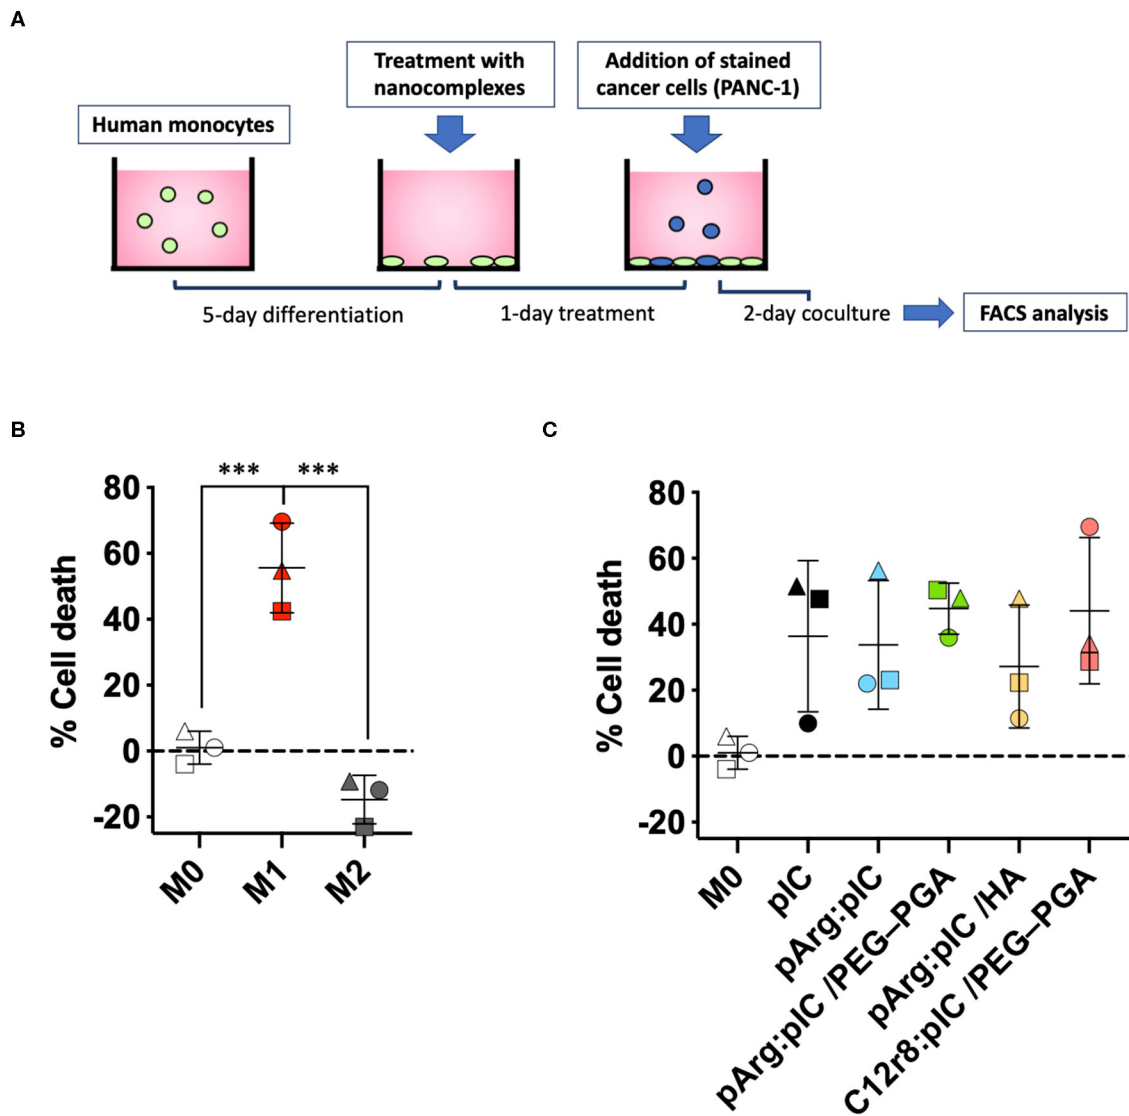 A
Human monocytes
Treatment with
nanocomplexes
Addition of stained
cancer cells (PANC-1)
5-day differentiation
1-day treatment
2-day coculture
FACS analysis
B
% Cell death
80
60
40
20
0
-20
***
***
M0
M1
M2
C
% Cell death
80
60
40
20
0
-20
M0
pIC
pArg:pIC
pArg:pIC /PEG–PGA
pArg:pIC /HA
C12r8:pIC /PEG–PGA